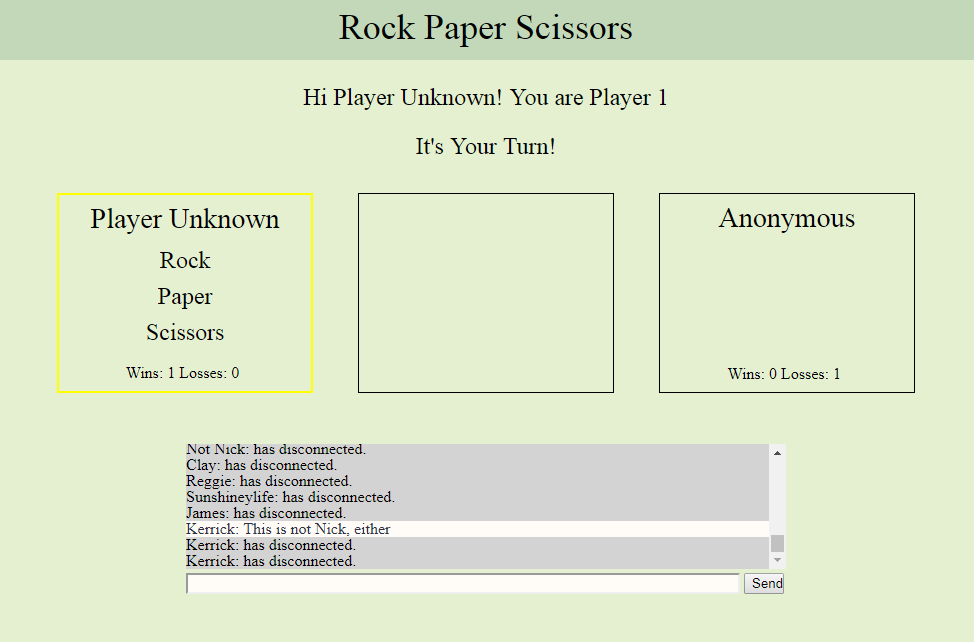 Rock Paper Scissors
Hi Player Unknown! You are Player 1
It's Your Turn!
Player Unknown
Rock
Paper
Scissors
Wins: 1 Losses: 0
Anonymous
Wins: 0 Losses: 1
Not Nick: has disconnected.
Clay: has disconnected.
Reggie: has disconnected.
Sunshineylife: has disconnected.
James: has disconnected.
Kerrick: This is not Nick, either
Kerrick: has disconnected.
Kerrick: has disconnected.
Send